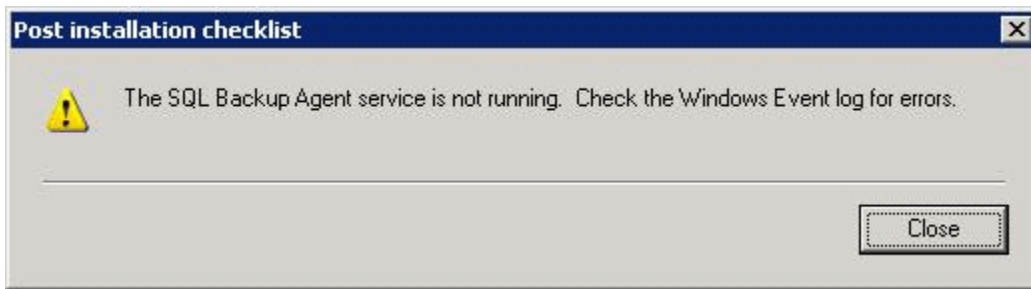 Post installation checklist
The SQL Backup Agent service is not running.  Check the Windows Event log for errors.
Close